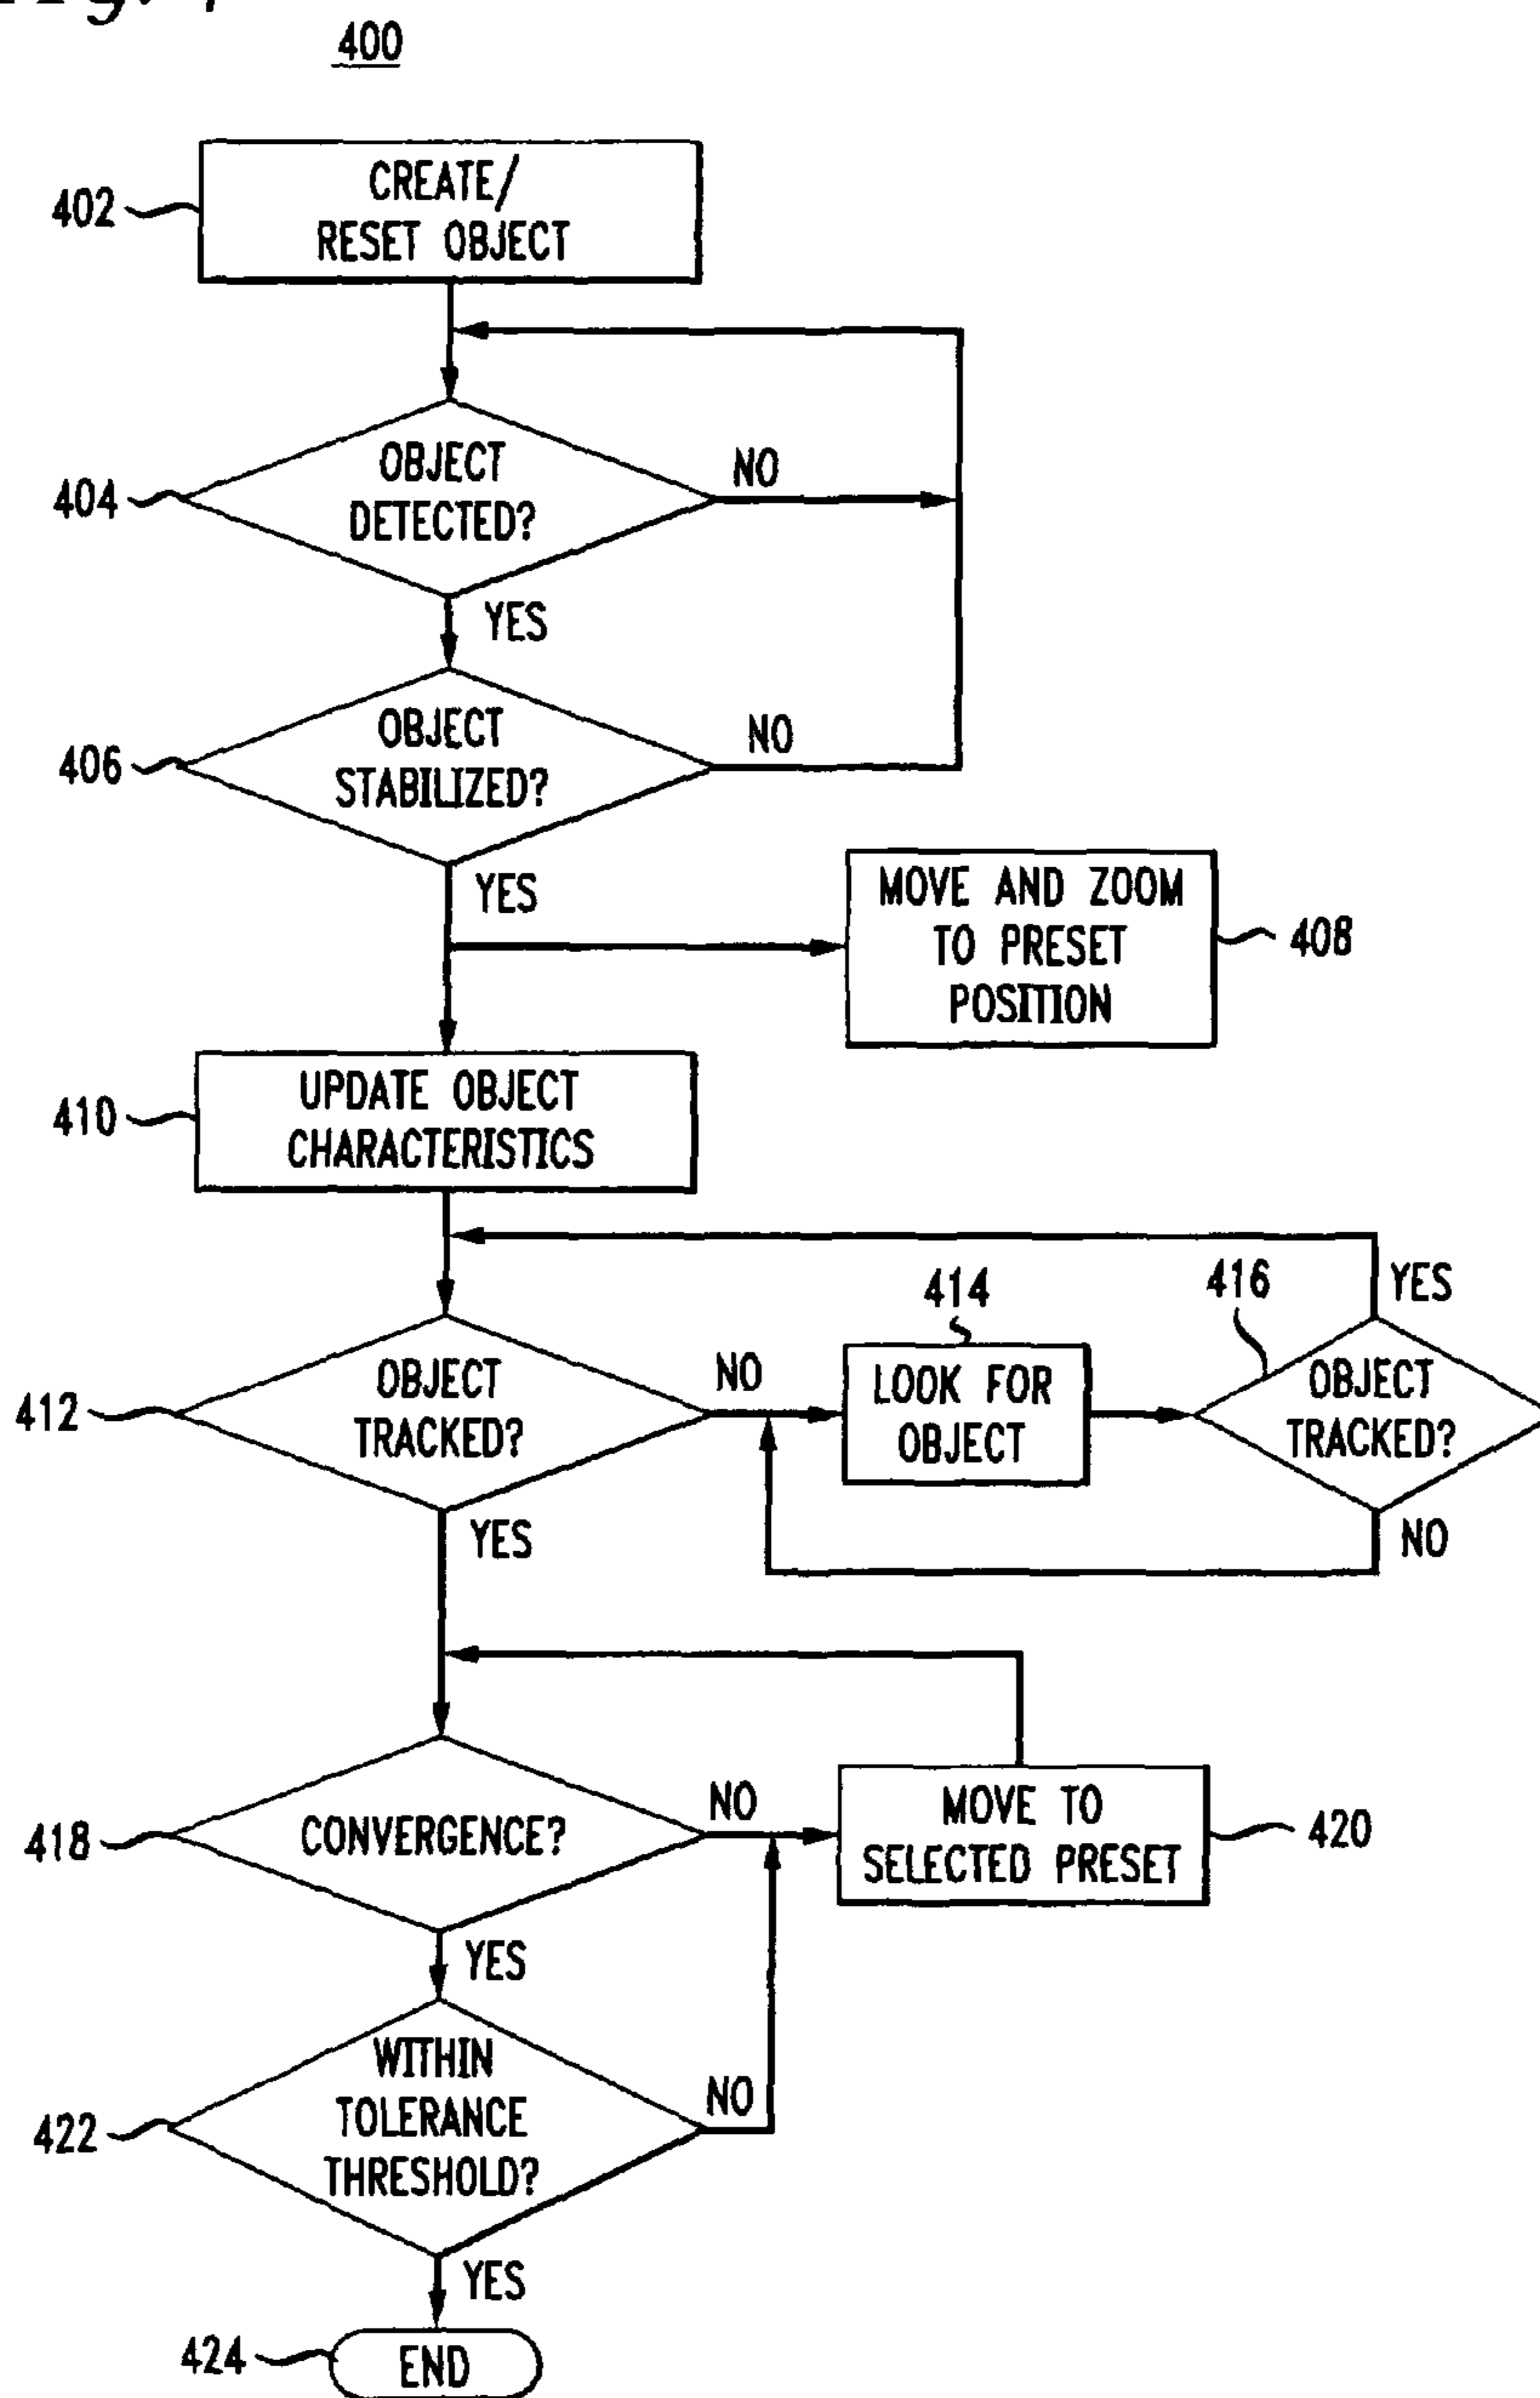 400
CREATE/
RESET OBJECT
402
OBJECT
DETECTED?
404
NO
YES
OBJECT
STABILIZED?
406
NO
YES
MOVE AND ZOOM
TO PRESET
POSITION
408
UPDATE OBJECT
CHARACTERISTICS
410
OBJECT
TRACKED?
412
NO
414
LOOK FOR
OBJECT
416
OBJECT
TRACKED?
YES
NO
YES
CONVERGENCE?
418
NO
MOVE TO
SELECTED PRESET
420
YES
WITHIN
TOLERANCE
THRESHOLD?
422
NO
YES
424
END